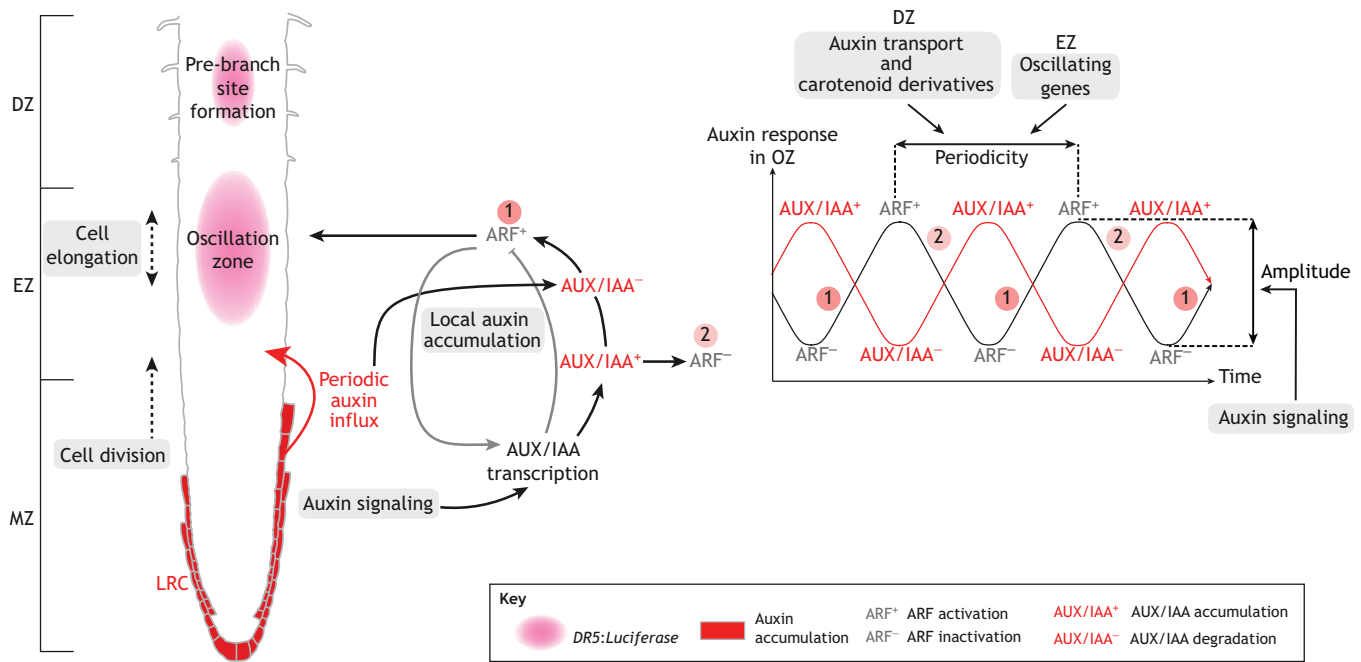 DZ
EZ
MZ
Pre-branch
site
formation
Oscillation
zone
Cell
elongation
Cell division
LRC
Periodic
auxin
influx
1
ARF⁺
AUX/IAA⁻
Local auxin
accumulation
2
AUX/IAA⁺
ARF⁻
AUX/IAA
transcription
Auxin signaling
DZ
Auxin transport
and
carotenoid derivatives
EZ
Oscillating
genes
Auxin response
in OZ
Periodicity
AUX/IAA⁺
ARF⁺
AUX/IAA⁺
ARF⁺
AUX/IAA⁺
2
2
Amplitude
1
1
1
ARF⁻
AUX/IAA⁻
ARF⁻
AUX/IAA⁻
ARF⁻
Time
Auxin signaling
Key
DR5:Luciferase
Auxin
accumulation
ARF⁺ ARF activation
ARF⁻ ARF inactivation
AUX/IAA⁺ AUX/IAA accumulation
AUX/IAA⁻ AUX/IAA degradation